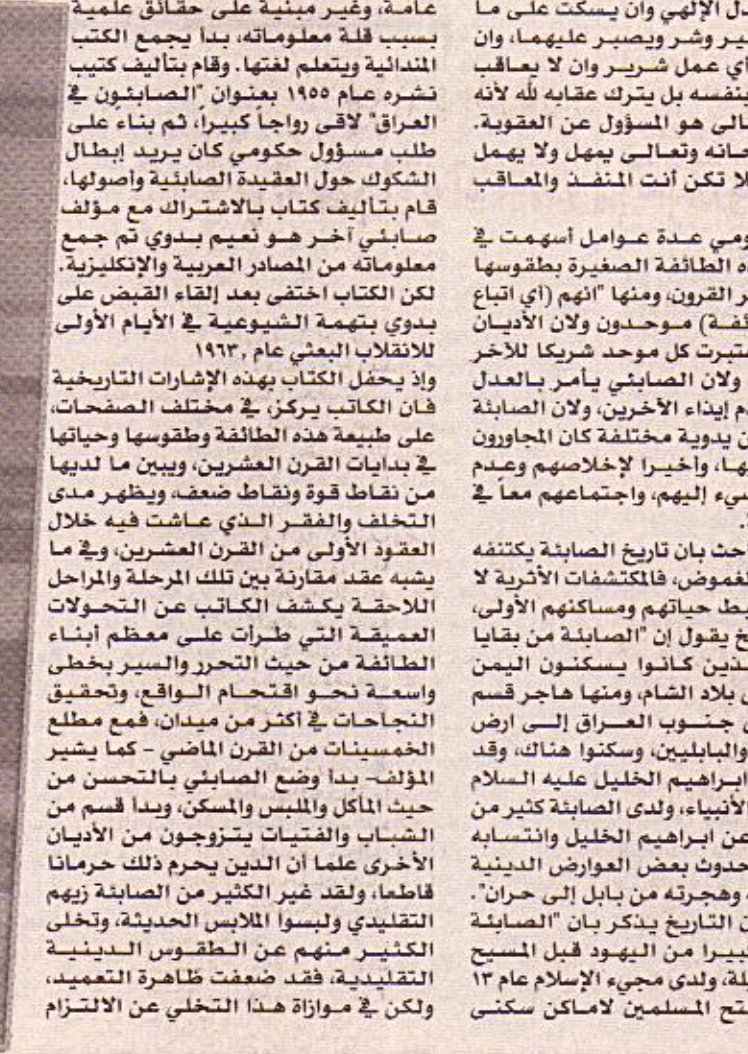 دل الإلهي وان يسكت على ما
ير وشر ويصبر عليهما، وان
أي عمل شرير وان لا يعاقب
بنفسه بل يترك عقابه لله لأنه
الى هو المسؤول عن العقوبة.
حانه وتعالى يمهل ولا يهمل
لا تكن أنت المنفذ والمعاقب
ومي عدة عوامل أسهمت في
ه الطائفة الصغيرة بطقوسها
ر القرون، ومنها "انهم (أي اتباع
فة) موحدون ولان الأديان
تبرت كل موحد شريكا للآخر
ولان الصابئي يأمر بالعدل
م إيذاء الآخرين، ولان الصابئة
ن يدوية مختلفة كان المجاورون
ها، وأخيرا لإخلاصهم وعدم
يء إليهم، واجتماعهم معاً في
.
حث بان تاريخ الصابئة يكتنفه
لغموض، فالمكتشفات الأثرية لا
ط حياتهم ومساكنهم الأولى،
خ يقول إن "الصابئة من بقايا
لذين كانوا يسكنون اليمن
بلاد الشام، ومنها هاجر قسم
جنوب العراق إلى ارض
والبابليين، وسكنوا هناك، وقد
ابراهيم الخليل عليه السلام
لأنبياء، ولدى الصابئة كثير من
عن ابراهيم الخليل وانتسابه
حدوث بعض العوارض الدينية
وهجرته من بابل إلى حران".
التاريخ يذكر بان "الصابئة
بيرا من اليهود قبل المسيح
لة، ولدى مجيء الإسلام عام ١٣
تح المسلمين لاماكن سكنى
عامة، وغير مبنية على حقائق علمية
بسبب قلة معلوماته، بدأ يجمع الكتب
المندائية ويتعلم لغتها. وقام بتأليف كتيب
نشره عام ١٩٥٥ بعنوان "الصابئون في
العراق" لاقى رواجاً كبيراً، ثم بناء على
طلب مسؤول حكومي كان يريد إبطال
الشكوك حول العقيدة الصابئية وأصولها،
قام بتأليف كتاب بالاشتراك مع مؤلف
صابئي آخر هو نعيم بدوي تم جمع
معلوماته من المصادر العربية والإنكليزية.
لكن الكتاب اختفى بعد إلقاء القبض على
بدوي بتهمة الشيوعية في الأيام الأولى
للانقلاب البعثي عام ,١٩٦٣
وإذ يحفل الكتاب بهذه الإشارات التاريخية
فان الكاتب يركز، في مختلف الصفحات،
على طبيعة هذه الطائفة وطقوسها وحياتها
في بدايات القرن العشرين، ويبين ما لديها
من نقاط قوة ونقاط ضعف، ويظهر مدى
التخلف والفقر الذي عاشت فيه خلال
العقود الأولى من القرن العشرين، وفي ما
يشبه عقد مقارنة بين تلك المرحلة والمراحل
اللاحقة يكشف الكاتب عن التحولات
العميقة التي طرأت على معظم أبناء
الطائفة من حيث التحرر والسير بخطى
واسعة نحو اقتحام الواقع، وتحقيق
النجاحات في أكثر من ميدان، فمع مطلع
الخمسينات من القرن الماضي - كما يشير
المؤلف- بدأ وضع الصابئي بالتحسن من
حيث المأكل والملبس والمسكن، وبدأ قسم من
الشباب والفتيات يتزوجون من الأديان
الأخرى علما أن الدين يحرم ذلك حرمانا
قاطعا، ولقد غير الكثير من الصابئة زيهم
التقليدي ولبسوا الملابس الحديثة، وتخلى
الكثير منهم عن الطقوس الدينية
التقليدية، فقد ضعفت ظاهرة التعميد،
ولكن في موازاة هذا التخلي عن الالتزام